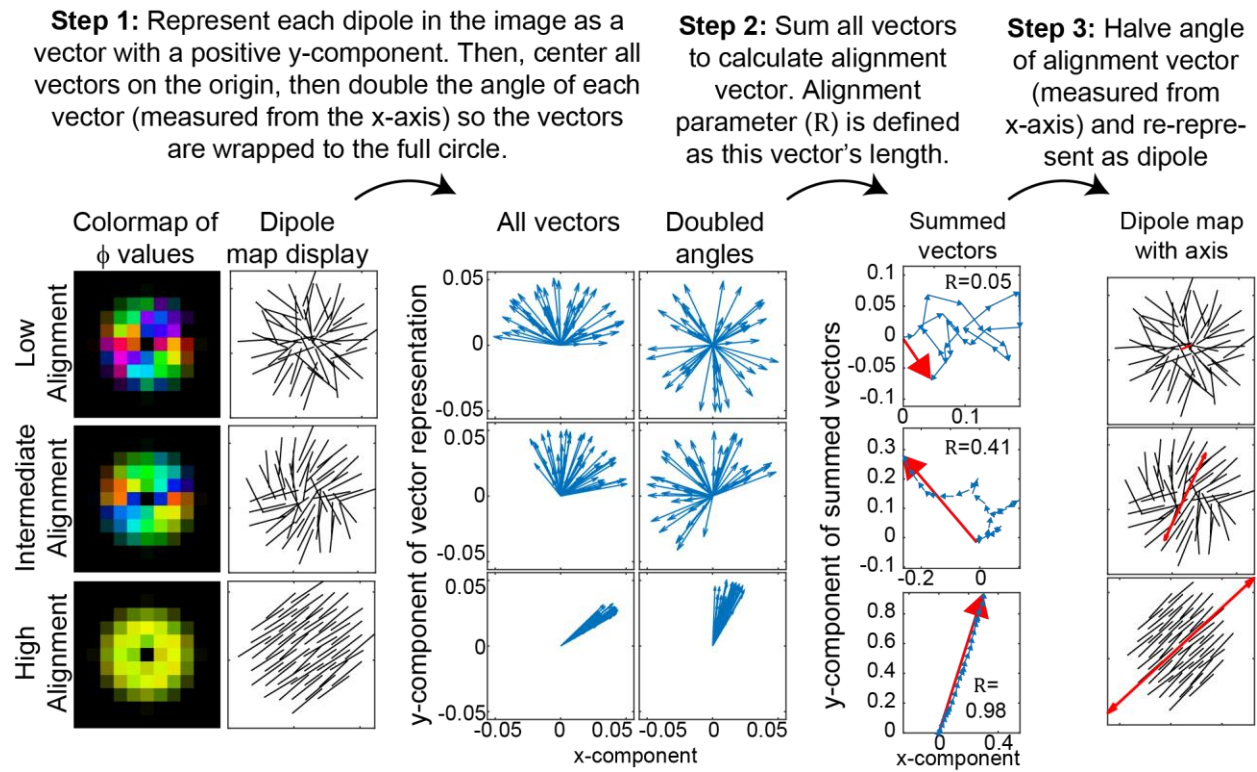 Step 1: Represent each dipole in the image as a
vector with a positive y-component. Then, center all
vectors on the origin, then double the angle of each
vector (measured from the x-axis) so the vectors
are wrapped to the full circle.
Step 2: Sum all vectors
to calculate alignment
vector. Alignment
parameter (R) is defined
as this vector's length.
Step 3: Halve angle
of alignment vector
(measured from
x-axis) and re-repre-
sent as dipole
Colormap of
ϕ values
Dipole
map display
All vectors
Doubled
angles
Summed
vectors
Dipole map
with axis
Low
Alignment
Intermediate
Alignment
High
Alignment
y-component of vector representation
0.05
0
-0.05
0.05
0
-0.05
0.05
0
-0.05
-0.05 0 0.05
-0.05 0 0.05
x-component
y-component of summed vectors
0.1
0.05
0
-0.05
-0.1
0 0.1
R=0.05
0.3
0.2
0.1
0
-0.1
-0.2 0
R=0.41
0.8
0.6
0.4
0.2
0
0 0.4
R=
0.98
x-component